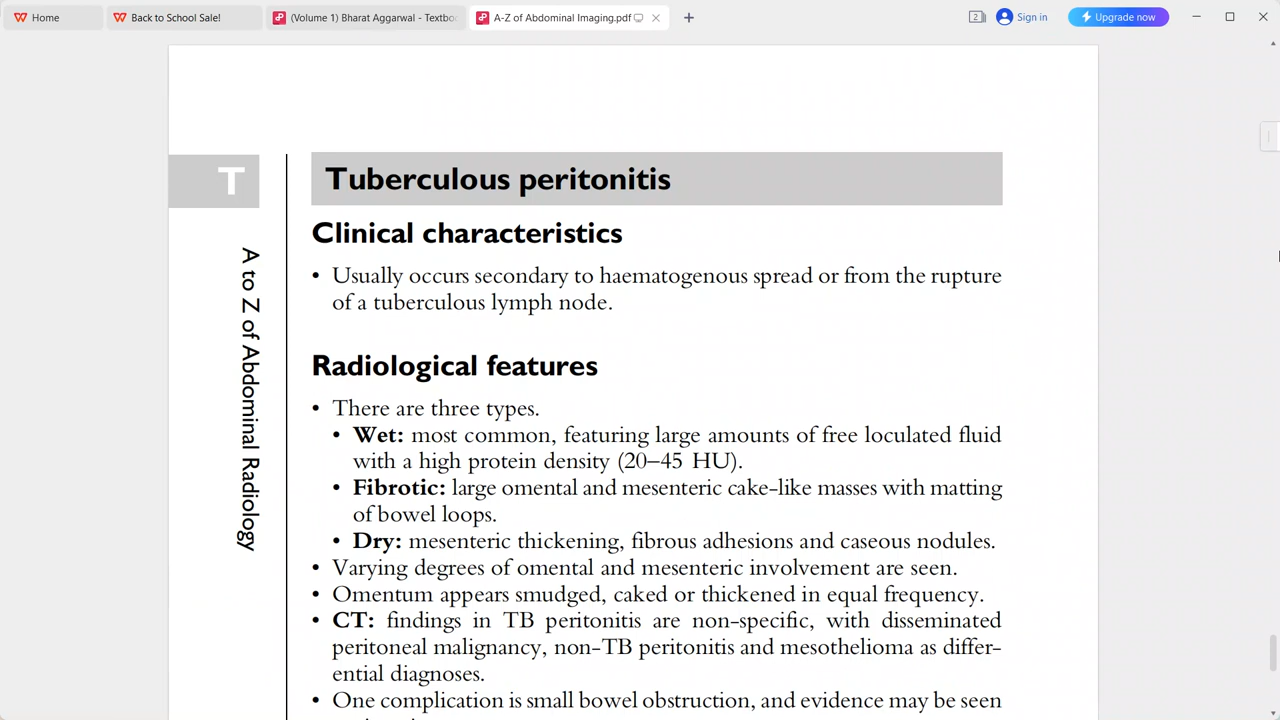 Home
Back to School Sale!
(Volume 1) Bharat Aggarwal - Textbo
A-Z of Abdominal Imaging.pdf
2
Sign in
Upgrade now
T
Tuberculous peritonitis
A to Z of Abdominal Radiology
Clinical characteristics
• Usually occurs secondary to haematogenous spread or from the rupture
of a tuberculous lymph node.
Radiological features
• There are three types.
• Wet: most common, featuring large amounts of free loculated fluid
with a high protein density (20–45 HU).
• Fibrotic: large omental and mesenteric cake-like masses with matting
of bowel loops.
• Dry: mesenteric thickening, fibrous adhesions and caseous nodules.
• Varying degrees of omental and mesenteric involvement are seen.
• Omentum appears smudged, caked or thickened in equal frequency.
• CT: findings in TB peritonitis are non-specific, with disseminated
peritoneal malignancy, non-TB peritonitis and mesothelioma as differ-
ential diagnoses.
• One complication is small bowel obstruction, and evidence may be seen